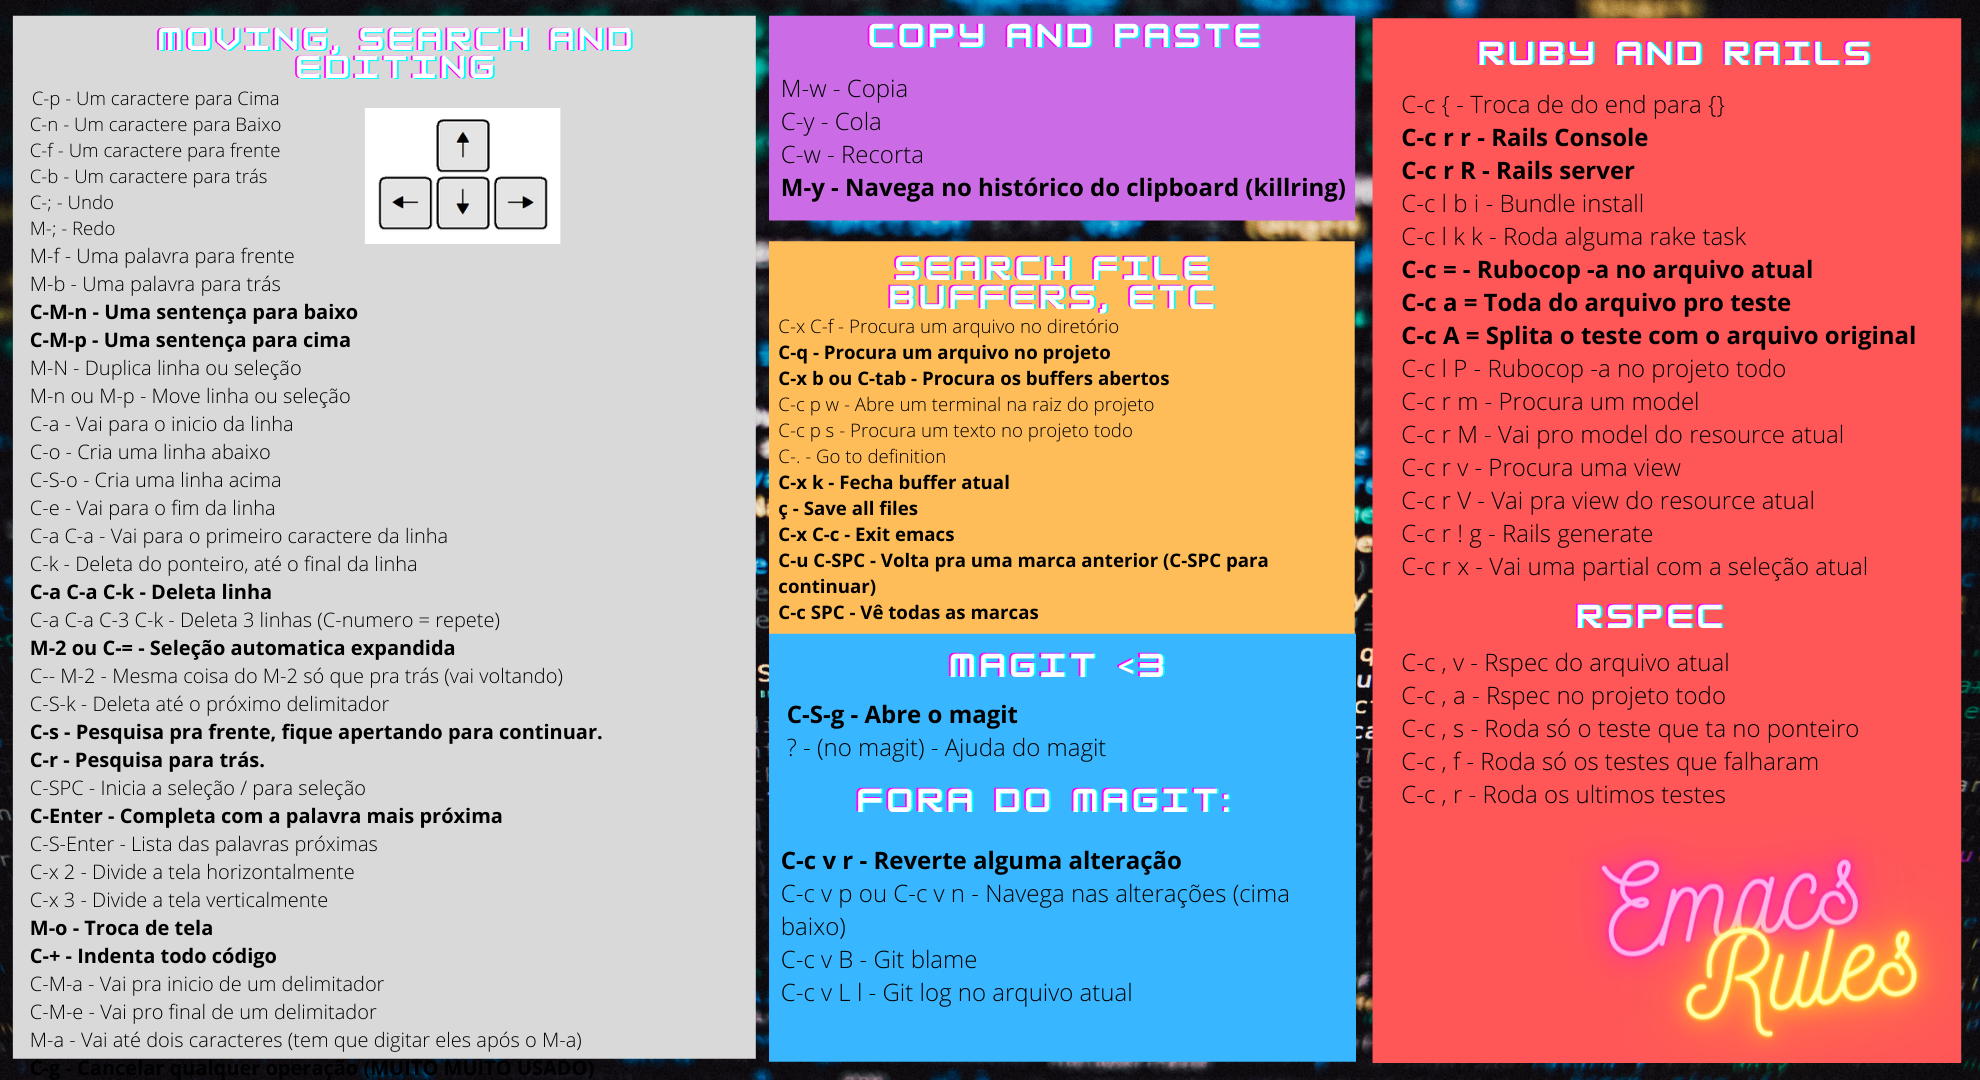 MOVING, SEARCH AND
EDITING
C-p - Um caractere para Cima
C-n - Um caractere para Baixo
C-f - Um caractere para frente
C-b - Um caractere para trás
C-; - Undo
M-; - Redo
M-f - Uma palavra para frente
M-b - Uma palavra para trás
C-M-n - Uma sentença para baixo
C-M-p - Uma sentença para cima
M-N - Duplica linha ou seleção
M-n ou M-p - Move linha ou seleção
C-a - Vai para o inicio da linha
C-o - Cria uma linha abaixo
C-S-o - Cria uma linha acima
C-e - Vai para o fim da linha
C-a C-a - Vai para o primeiro caractere da linha
C-k - Deleta do ponteiro, até o final da linha
C-a C-a C-k - Deleta linha
C-a C-a C-3 C-k - Deleta 3 linhas (C-numero = repete)
M-2 ou C-= - Seleção automatica expandida
C-- M-2 - Mesma coisa do M-2 só que pra trás (vai voltando)
C-S-k - Deleta até o próximo delimitador
C-s - Pesquisa pra frente, fique apertando para continuar.
C-r - Pesquisa para trás.
C-SPC - Inicia a seleção / para seleção
C-Enter - Completa com a palavra mais próxima
C-S-Enter - Lista das palavras próximas
C-x 2 - Divide a tela horizontalmente
C-x 3 - Divide a tela verticalmente
M-o - Troca de tela
C-+ - Indenta todo código
C-M-a - Vai pra inicio de um delimitador
C-M-e - Vai pro final de um delimitador
M-a - Vai até dois caracteres (tem que digitar eles após o M-a)
C-g - Cancelar qualquer operação (MUITO MUITO USADO)
COPY AND PASTE
M-w - Copia
C-y - Cola
C-w - Recorta
M-y - Navega no histórico do clipboard (killring)
SEARCH FILE
BUFFERS, ETC
C-x C-f - Procura um arquivo no diretório
C-q - Procura um arquivo no projeto
C-x b ou C-tab - Procura os buffers abertos
C-c p w - Abre um terminal na raiz do projeto
C-c p s - Procura um texto no projeto todo
C-. - Go to definition
C-x k - Fecha buffer atual
ç - Save all files
C-x C-c - Exit emacs
C-u C-SPC - Volta pra uma marca anterior (C-SPC para
continuar)
C-c SPC - Vê todas as marcas
MAGIT <3
C-S-g - Abre o magit
? - (no magit) - Ajuda do magit
FORA DO MAGIT:
C-c v r - Reverte alguma alteração
C-c v p ou C-c v n - Navega nas alterações (cima
baixo)
C-c v B - Git blame
C-c v L l - Git log no arquivo atual
RUBY AND RAILS
C-c { - Troca de do end para {}
C-c r r - Rails Console
C-c r R - Rails server
C-c l b i - Bundle install
C-c l k k - Roda alguma rake task
C-c = - Rubocop -a no arquivo atual
C-c a = Toda do arquivo pro teste
C-c A = Splita o teste com o arquivo original
C-c l P - Rubocop -a no projeto todo
C-c r m - Procura um model
C-c r M - Vai pro model do resource atual
C-c r v - Procura uma view
C-c r V - Vai pra view do resource atual
C-c r ! g - Rails generate
C-c r x - Vai uma partial com a seleção atual
RSPEC
C-c , v - Rspec do arquivo atual
C-c , a - Rspec no projeto todo
C-c , s - Roda só o teste que ta no ponteiro
C-c , f - Roda só os testes que falharam
C-c , r - Roda os ultimos testes
Emacs
Rules